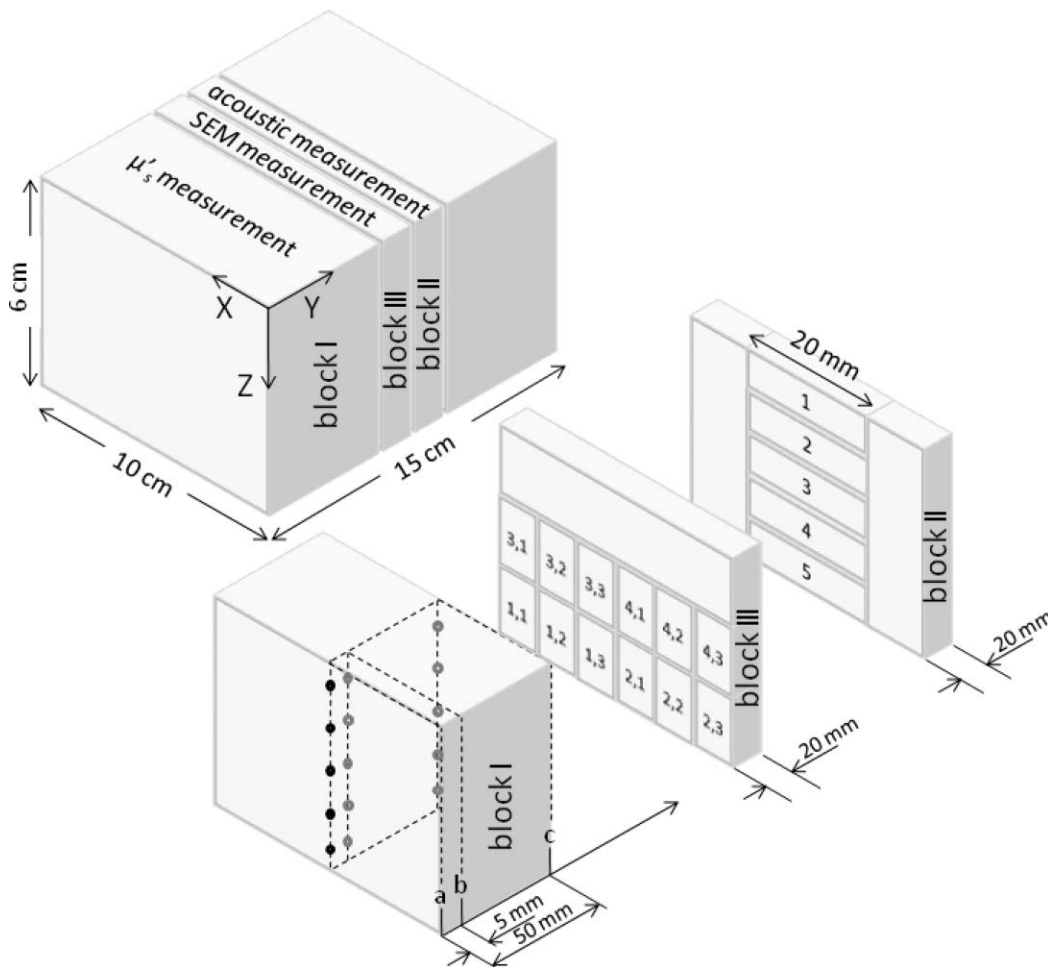 acoustic measurement
SEM measurement
μ′s measurement
6 cm
X
Y
Z
block I
block III
block II
10 cm
15 cm
20 mm
1
2
3
4
5
block II
20 mm
3,1
3,2
3,3
4,1
4,2
4,3
1,1
1,2
1,3
2,1
2,2
2,3
block III
20 mm
block I
a
b
c
5 mm
50 mm